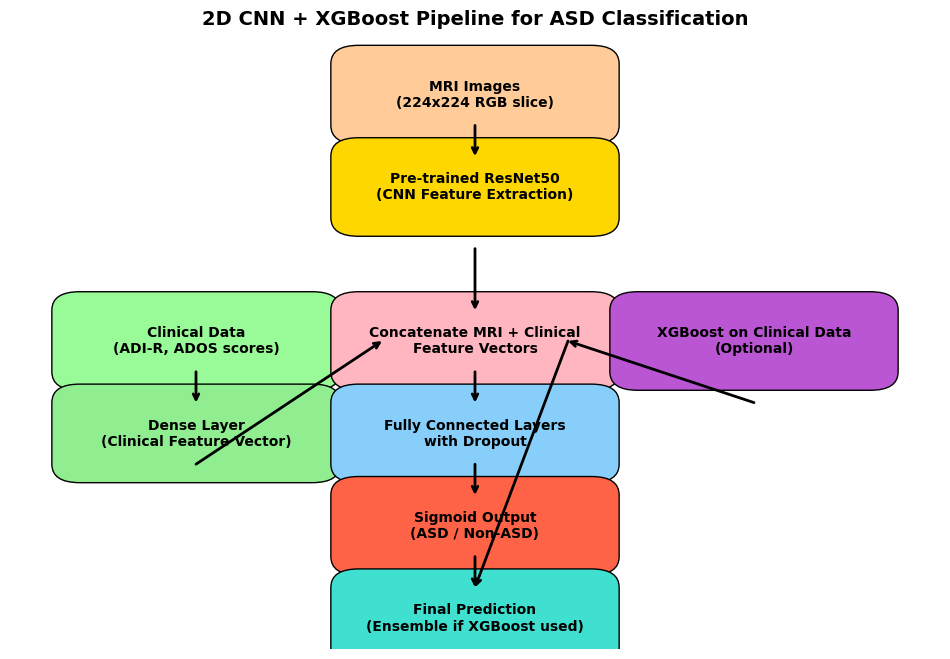 2D CNN + XGBoost Pipeline for ASD Classification
MRI Images
(224x224 RGB slice)
Pre-trained ResNet50
(CNN Feature Extraction)
Clinical Data
(ADI-R, ADOS scores)
Concatenate MRI + Clinical
Feature Vectors
XGBoost on Clinical Data
(Optional)
Dense Layer
(Clinical Feature Vector)
Fully Connected Layers
with Dropout
Sigmoid Output
(ASD / Non-ASD)
Final Prediction
(Ensemble if XGBoost used)